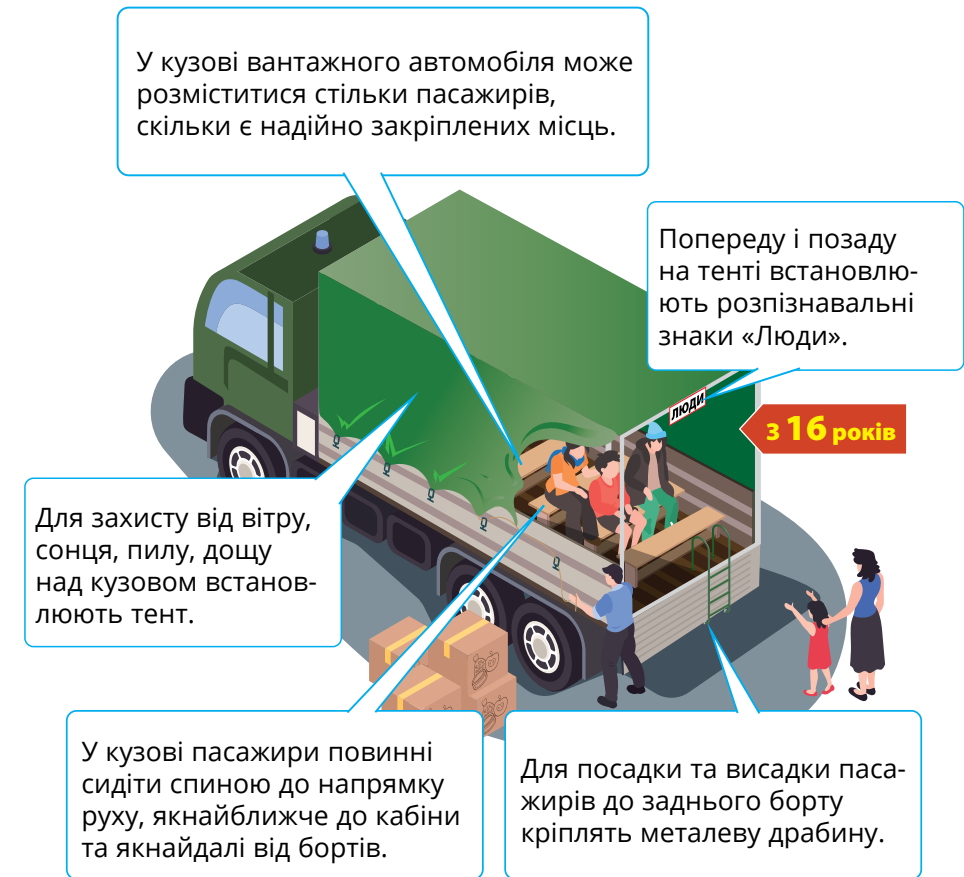 У кузові вантажного автомобіля може
розміститися стільки пасажирів,
скільки є надійно закріплених місць.
Попереду і позаду
на тенті встановлю-
ють розпізнавальні
знаки «Люди».
ЛЮДИ
З 16 років
Для захисту від вітру,
сонця, пилу, дощу
над кузовом встанов-
люють тент.
У кузові пасажири повинні
сидіти спиною до напрямку
руху, якнайближче до кабіни
та якнайдалі від бортів.
Для посадки та висадки паса-
жирів до заднього борту
кріплять металеву драбину.